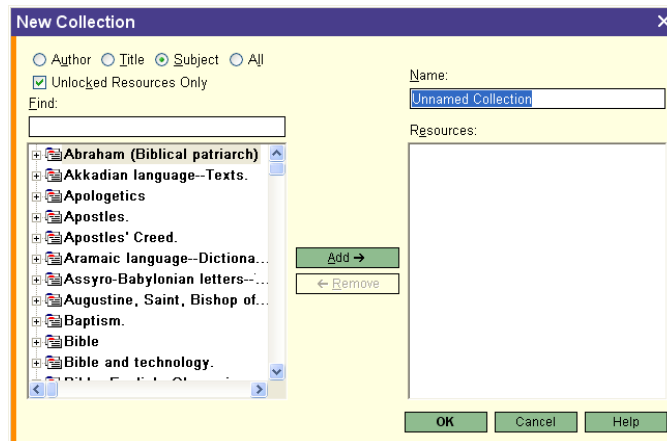 New Collection
Author Title Subject All
Unlocked Resources Only
Find:
Abraham (Biblical patriarch)
Akkadian language--Texts.
Apologetics
Apostles.
Apostles' Creed.
Aramaic language--Dictiona...
Assyro-Babylonian letters--...
Augustine, Saint, Bishop of...
Baptism.
Bible
Bible and technology.
Add →
← Remove
Name:
Unnamed Collection
Resources:
OK Cancel Help